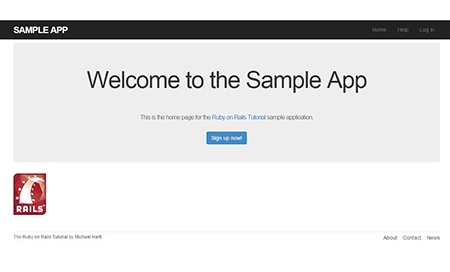 SAMPLE APP Home Help Log in
Welcome to the Sample App
This is the home page for the Ruby on Rails Tutorial sample application.
Sign up now!
RAILS
The Ruby on Rails Tutorial by Michael Hartl About Contact News